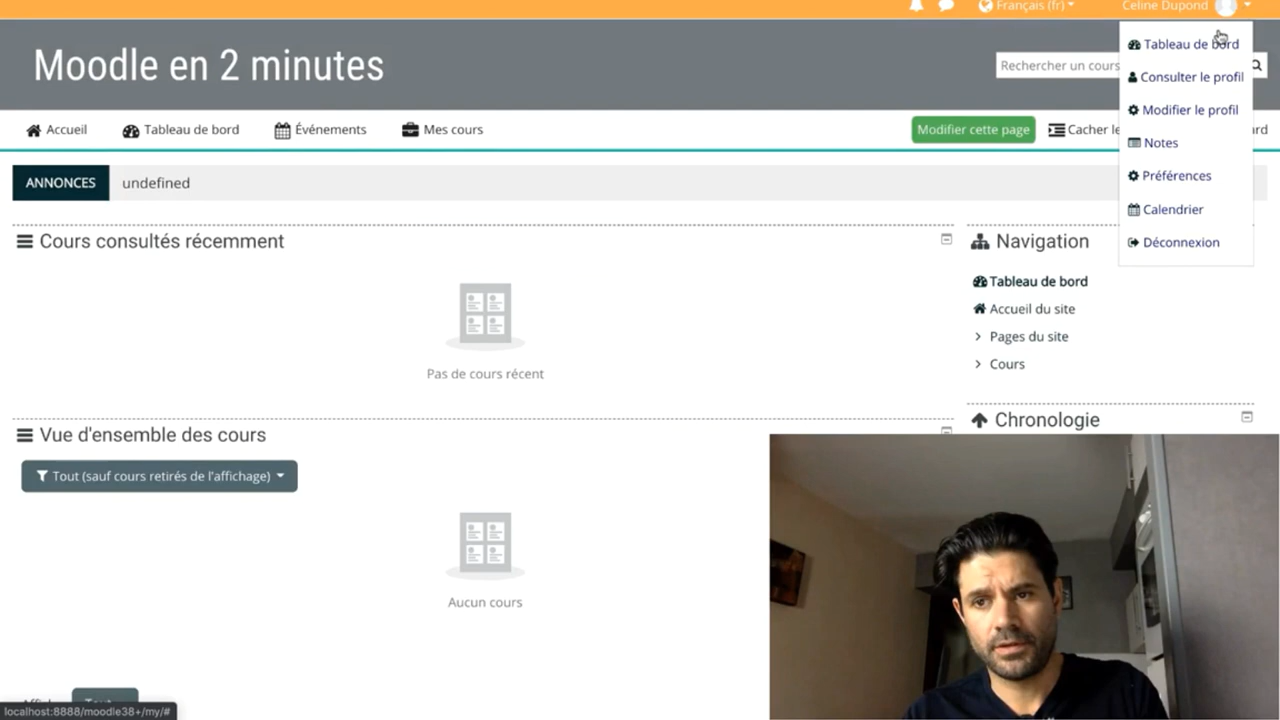 Français (fr)
Celine Dupond
Moodle en 2 minutes
Rechercher un cours
Tableau de bord
Consulter le profil
Modifier le profil
Notes
Préférences
Calendrier
Déconnexion
Accueil
Tableau de bord
Événements
Mes cours
Modifier cette page
Cacher le
ANNONCES
undefined
Cours consultés récemment
Pas de cours récent
Navigation
Tableau de bord
Accueil du site
Pages du site
Cours
Chronologie
Vue d'ensemble des cours
Tout (sauf cours retirés de l'affichage)
Aucun cours
localhost:8888/moodle38+/my/#